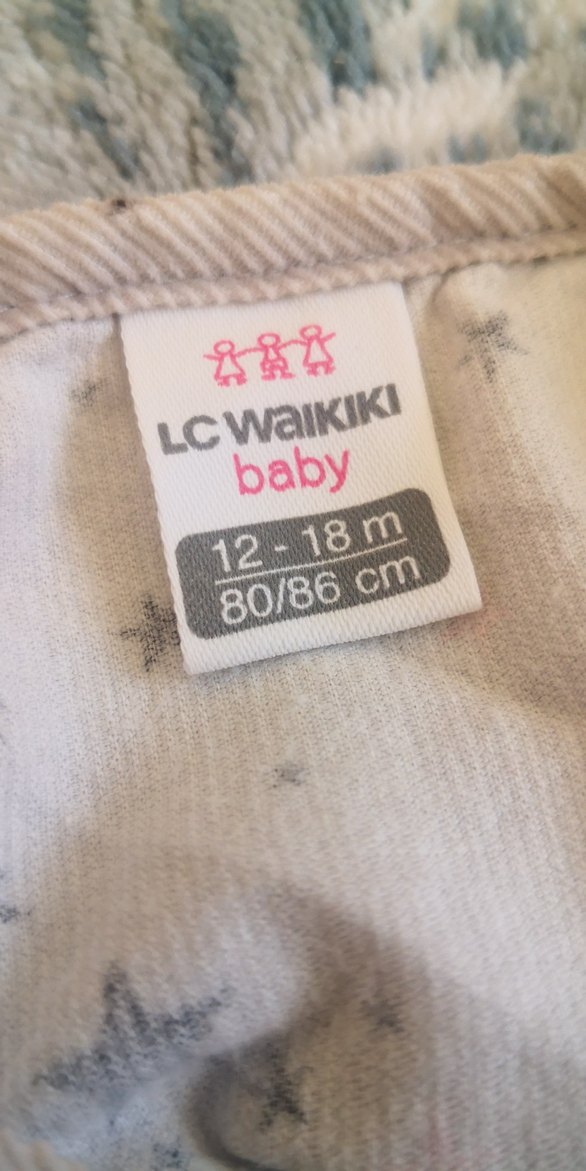 LC WAIKIKI
baby
12 - 18 m
80/86 cm